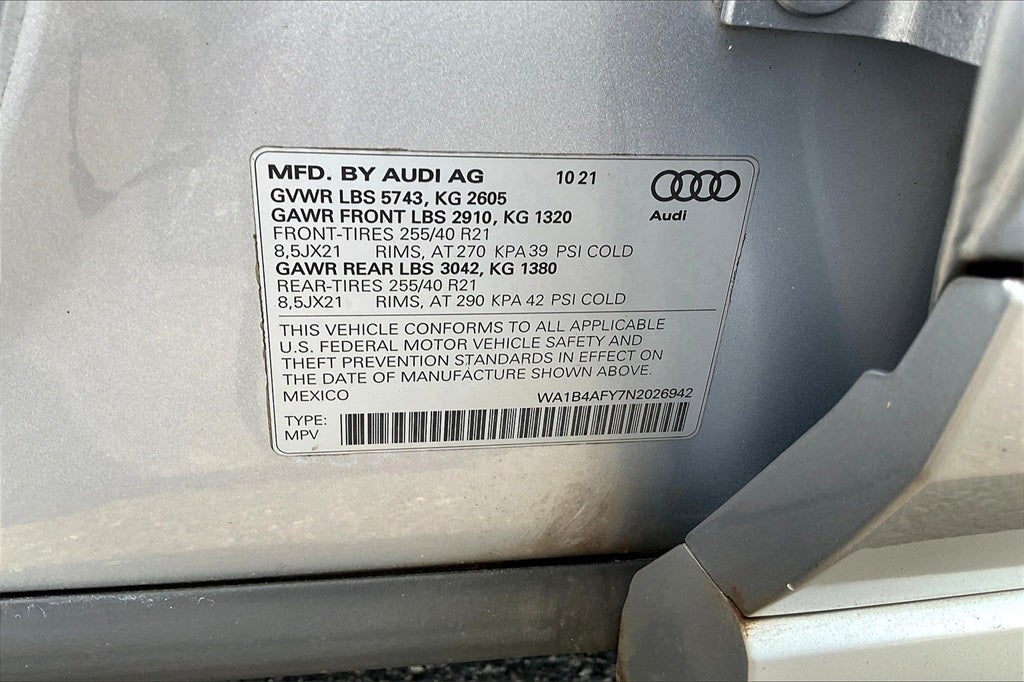 MFD. BY AUDI AG 10 21
GVWR LBS 5743, KG 2605
GAWR FRONT LBS 2910, KG 1320
Audi
FRONT-TIRES 255/40 R21
8,5JX21 RIMS, AT 270 KPA 39 PSI COLD
GAWR REAR LBS 3042, KG 1380
REAR-TIRES 255/40 R21
8,5JX21 RIMS, AT 290 KPA 42 PSI COLD
THIS VEHICLE CONFORMS TO ALL APPLICABLE
U.S. FEDERAL MOTOR VEHICLE SAFETY AND
THEFT PREVENTION STANDARDS IN EFFECT ON
THE DATE OF MANUFACTURE SHOWN ABOVE.
MEXICO WA1B4AFY7N2026942
TYPE:
MPV